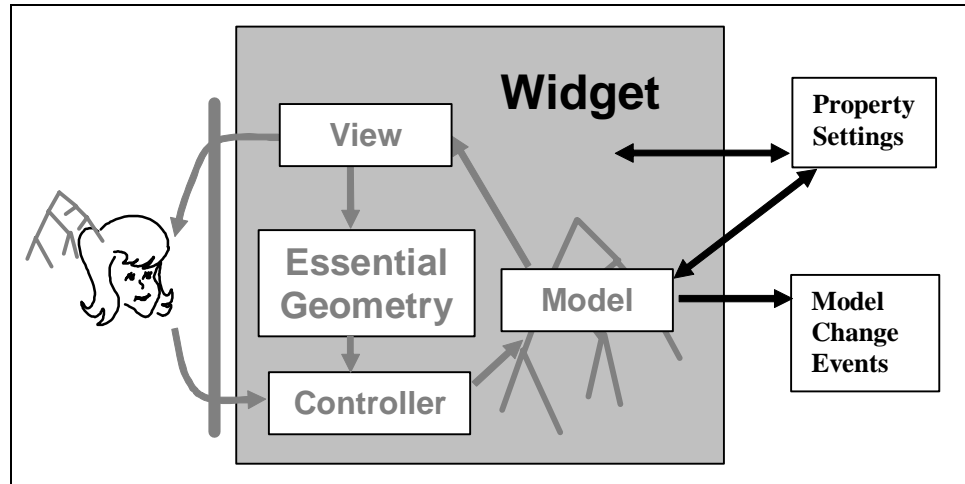 Widget
View
Essential
Geometry
Controller
Model
Property
Settings
Model
Change
Events